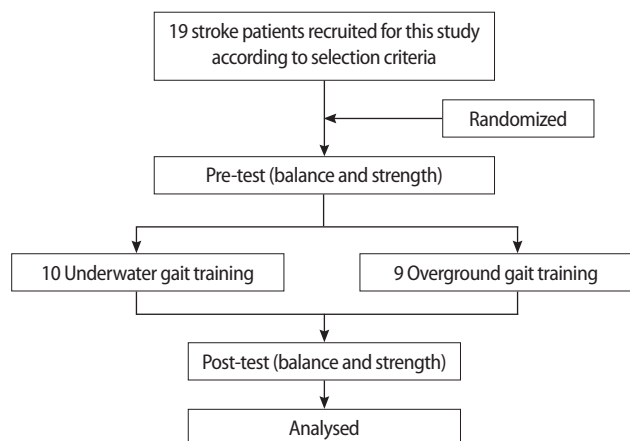 19 stroke patients recruited for this study
according to selection criteria
Randomized
Pre-test (balance and strength)
10 Underwater gait training
9 Overground gait training
Post-test (balance and strength)
Analysed